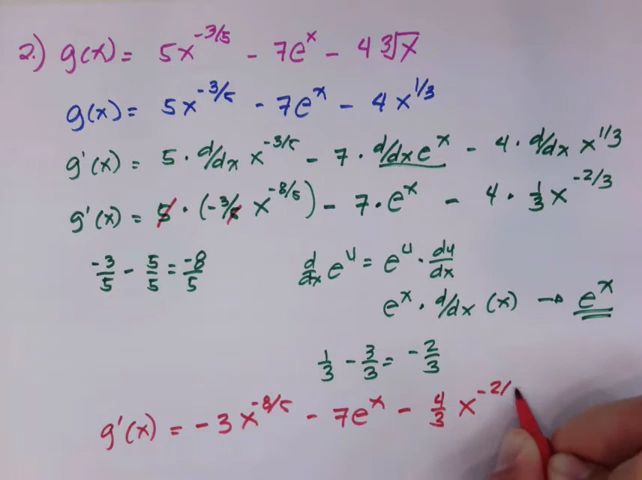 2.) g(x) = 5x^(-3/5) - 7e^x - 4∛x
g(x) = 5x^(-3/5) - 7e^x - 4x^(1/3)
g'(x) = 5 · d/dx x^(-3/5) - 7 · d/dx e^x - 4 · d/dx x^(1/3)
g'(x) = 5 · (-3/5 x^(-8/5)) - 7 · e^x - 4 · 1/3 x^(-2/3)
-3/5 - 5/5 = -8/5
d/dx e^u = e^u · du/dx
e^x · d/dx (x) → e^x
1/3 - 3/3 = -2/3
g'(x) = -3x^(-8/5) - 7e^x - 4/3 x^(-2/